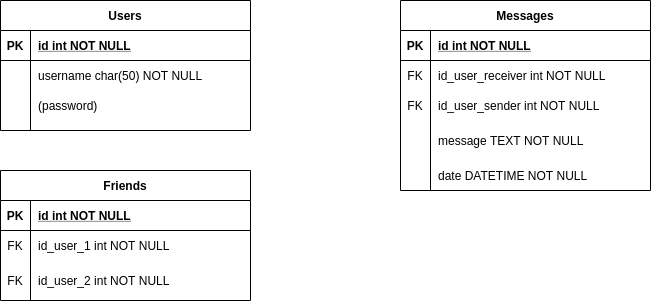 Users
PK id int NOT NULL
username char(50) NOT NULL
(password)
Messages
PK id int NOT NULL
FK id_user_receiver int NOT NULL
FK id_user_sender int NOT NULL
message TEXT NOT NULL
date DATETIME NOT NULL
Friends
PK id int NOT NULL
FK id_user_1 int NOT NULL
FK id_user_2 int NOT NULL